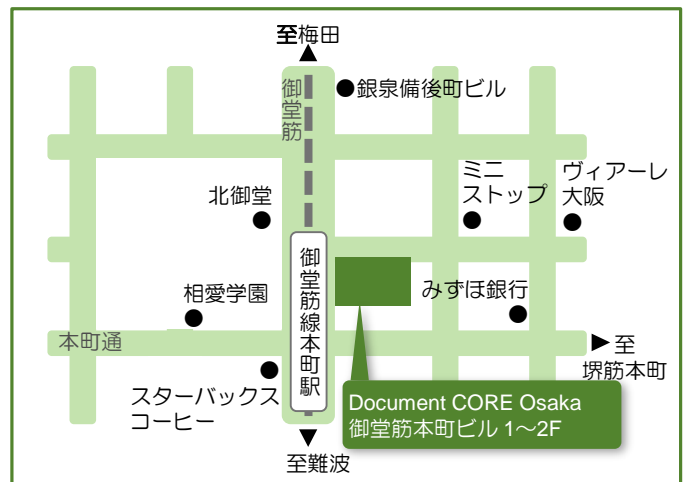 至梅田
御堂筋
銀泉備後町ビル
北御堂
ミニ
ストップ
ヴィアーレ
大阪
御堂筋線本町駅
相愛学園
みずほ銀行
本町通
至
堺筋本町
スターバックス
コーヒー
Document CORE Osaka
御堂筋本町ビル 1～2F
至難波